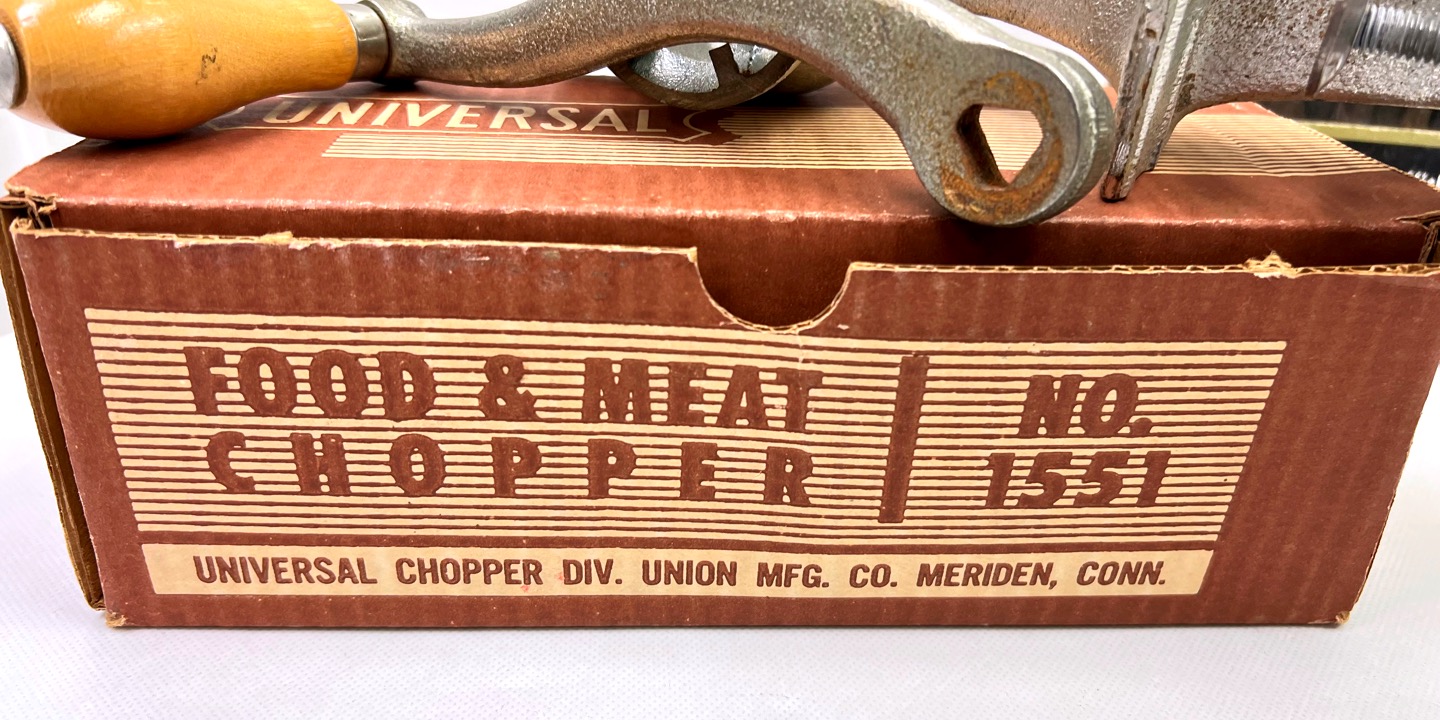 UNIVERSAL
FOOD & MEAT
CHOPPER
NO.
1551
UNIVERSAL CHOPPER DIV. UNION MFG. CO. MERIDEN, CONN.